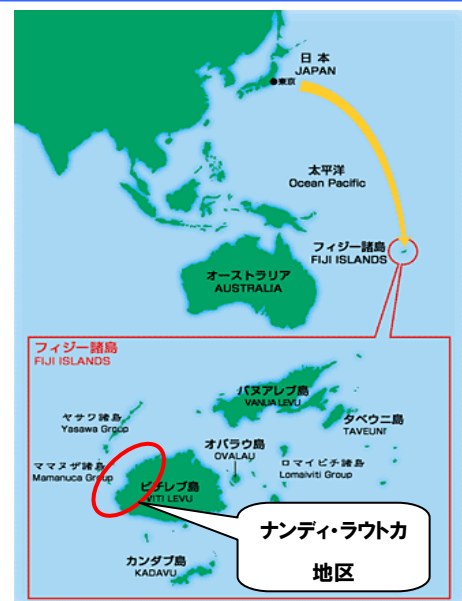 日本
JAPAN
東京
太平洋
Ocean Pacific
フィジー諸島
FIJI ISLANDS
オーストラリア
AUSTRALIA
フィジー諸島
FIJI ISLANDS
バヌアレブ島
VANUA LEVU
ヤサワ諸島
Yasawa Group
タベウニ島
TAVEUNI
オバラウ島
OVALAU
ママヌザ諸島
Mamanuca Group
ロマイビチ諸島
Lomaiviti Group
ビチレブ島
VITI LEVU
ナンディ・ラウトカ
地区
カンダブ島
KADAVU